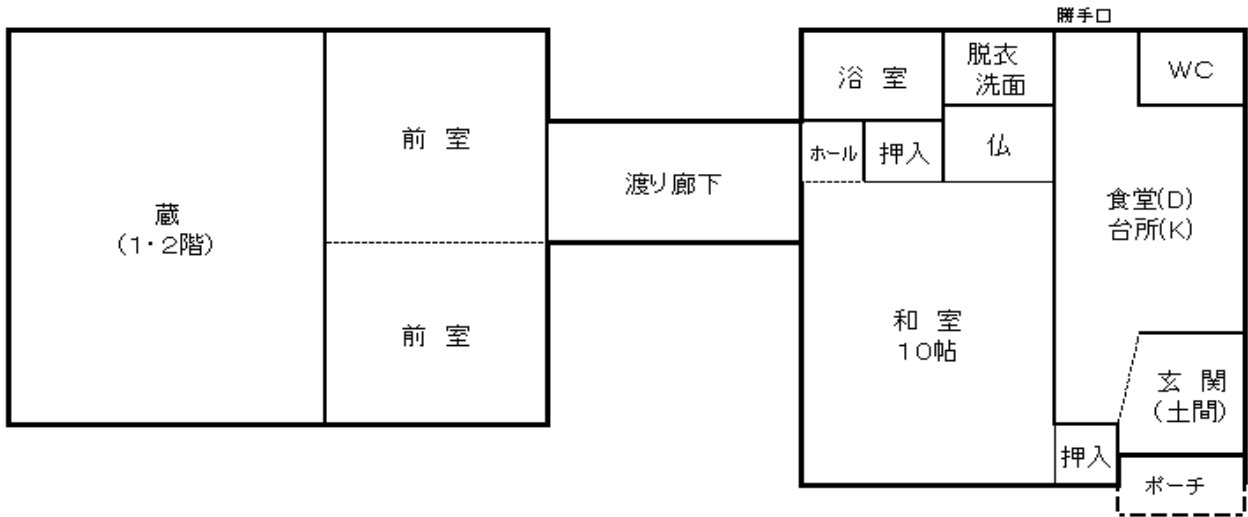 勝手口
浴 室
脱衣
洗面
WC
前 室
ホール
押入
仏
渡り廊下
蔵
(1・2階)
食堂(D)
台所(K)
和 室
10帖
前 室
玄 関
(土間)
押入
ポーチ